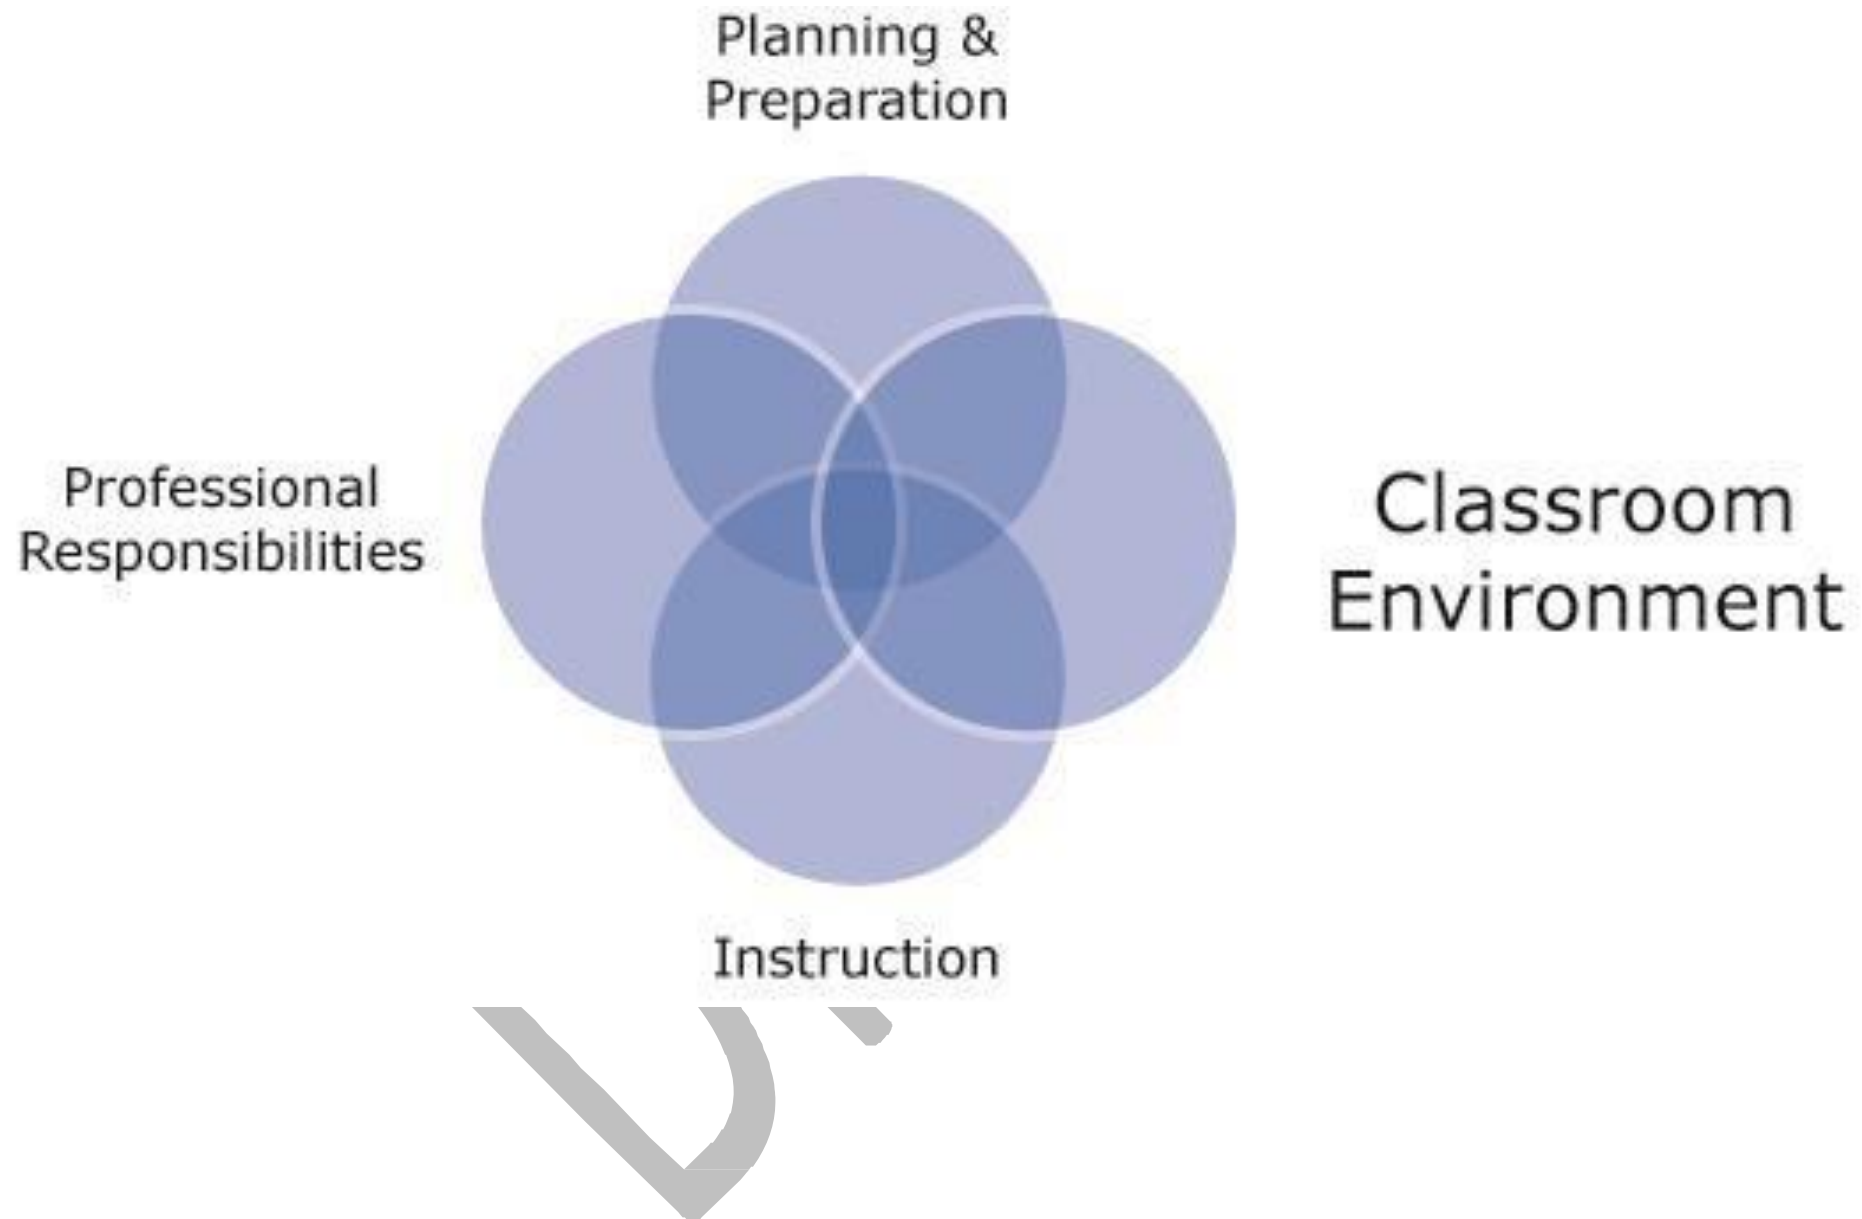 Planning &
Preparation
Professional
Responsibilities
Classroom
Environment
Instruction